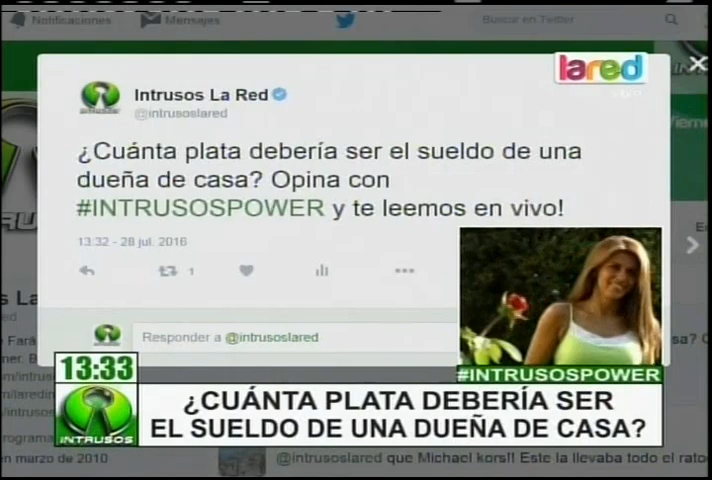 Notificaciones
Mensajes
Buscar en Twitter
lared
Intrusos La Red
@intrusoslared
¿Cuánta plata debería ser el sueldo de una
dueña de casa? Opina con
#INTRUSOSPOWER y te leemos en vivo!
13:32 - 28 jul. 2016
1
Responder a @intrusoslared
13:33
INTRUSOS
#INTRUSOSPOWER
¿CUÁNTA PLATA DEBERÍA SER
EL SUELDO DE UNA DUEÑA DE CASA?
en marzo de 2010
@intrusoslared que Michael kors!! Este la llevaba todo el rato